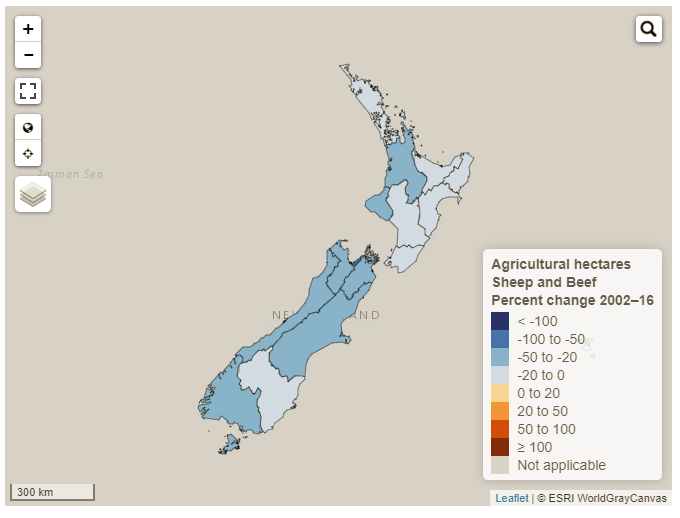 +
−
Tasman Sea
NEW ZEALAND
Agricultural hectares
Sheep and Beef
Percent change 2002–16
< -100
-100 to -50
-50 to -20
-20 to 0
0 to 20
20 to 50
50 to 100
≥ 100
Not applicable
300 km
Leaflet | © ESRI WorldGrayCanvas